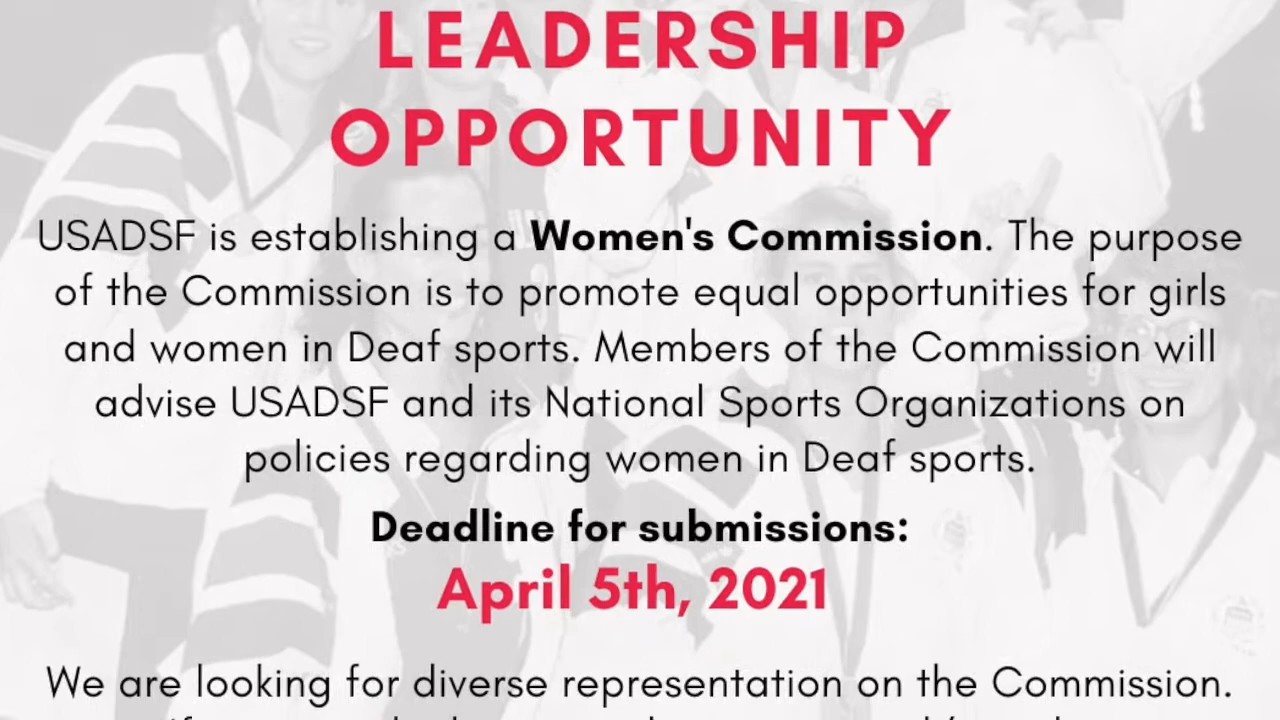 LEADERSHIP
OPPORTUNITY
USADSF is establishing a Women's Commission. The purpose
of the Commission is to promote equal opportunities for girls
and women in Deaf sports. Members of the Commission will
advise USADSF and its National Sports Organizations on
policies regarding women in Deaf sports.
Deadline for submissions:
April 5th, 2021
We are looking for diverse representation on the Commission.